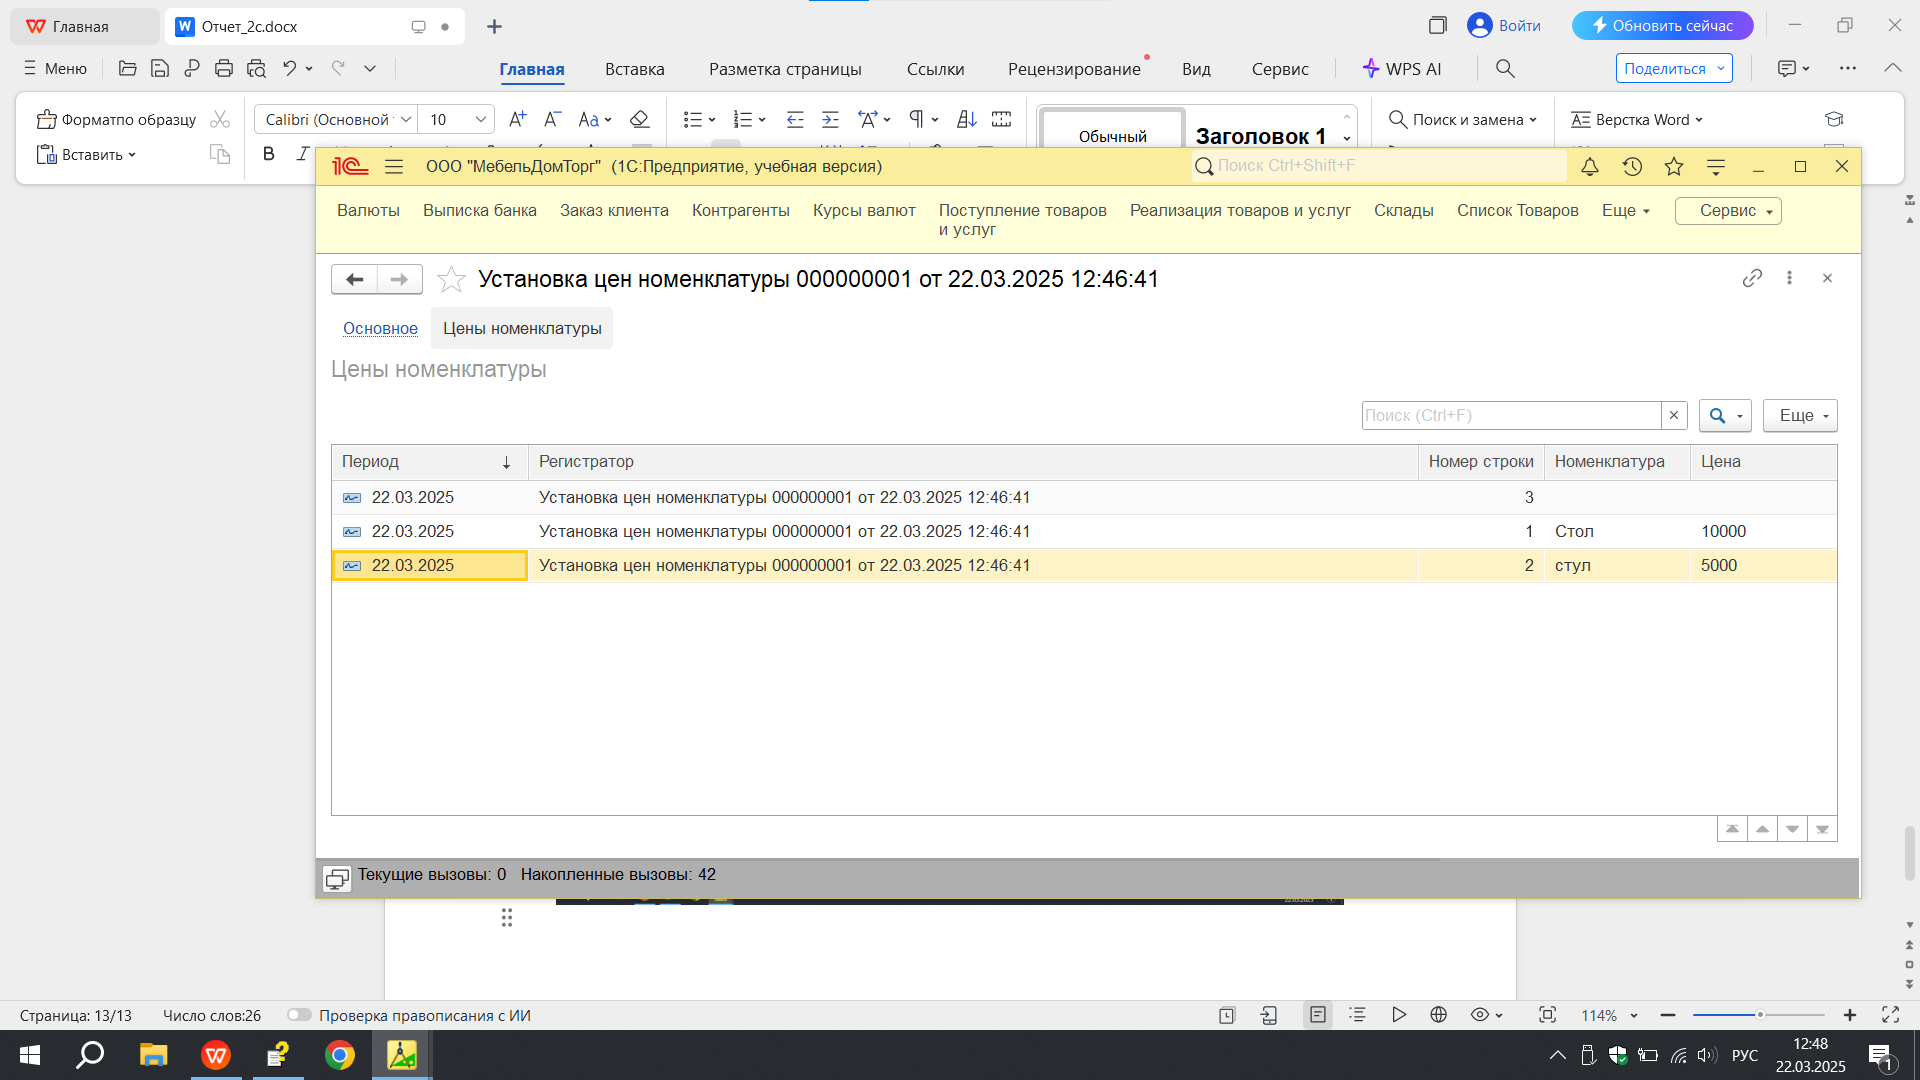 Главная
Отчет_2с.docx
Войти
Обновить сейчас
Меню
Главная
Вставка
Разметка страницы
Ссылки
Рецензирование
Вид
Сервис
WPS AI
Поделиться
Форматпо образцу
Calibri (Основной
10
Обычный
Заголовок 1
Поиск и замена
Верстка Word
Вставить
ООО "МебельДомТорг" (1С:Предприятие, учебная версия)
Поиск Ctrl+Shift+F
Валюты
Выписка банка
Заказ клиента
Контрагенты
Курсы валют
Поступление товаров
и услуг
Реализация товаров и услуг
Склады
Список Товаров
Еще
Сервис
Установка цен номенклатуры 000000001 от 22.03.2025 12:46:41
Основное
Цены номенклатуры
Цены номенклатуры
Поиск (Ctrl+F)
Еще
Период Регистратор Номер строки Номенклатура Цена
22.03.2025 Установка цен номенклатуры 000000001 от 22.03.2025 12:46:41 3
22.03.2025 Установка цен номенклатуры 000000001 от 22.03.2025 12:46:41 1 Стол 10000
22.03.2025 Установка цен номенклатуры 000000001 от 22.03.2025 12:46:41 2 стул 5000
Текущие вызовы: 0 Накопленные вызовы: 42
22.03.2025
Страница: 13/13
Число слов:26
Проверка правописания с ИИ
114%
РУС
12:48
22.03.2025
1